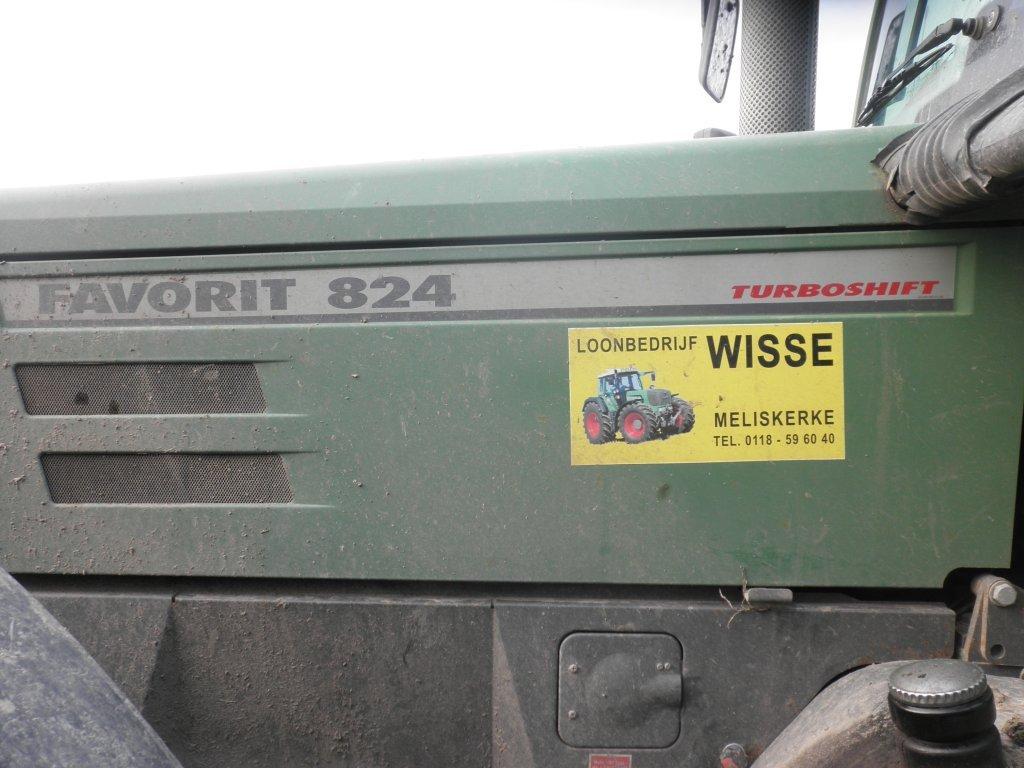 FAVORIT 824
TURBOSHIFT
LOONBEDRIJF WISSE
MELISKERKE
TEL. 0118 - 59 60 40